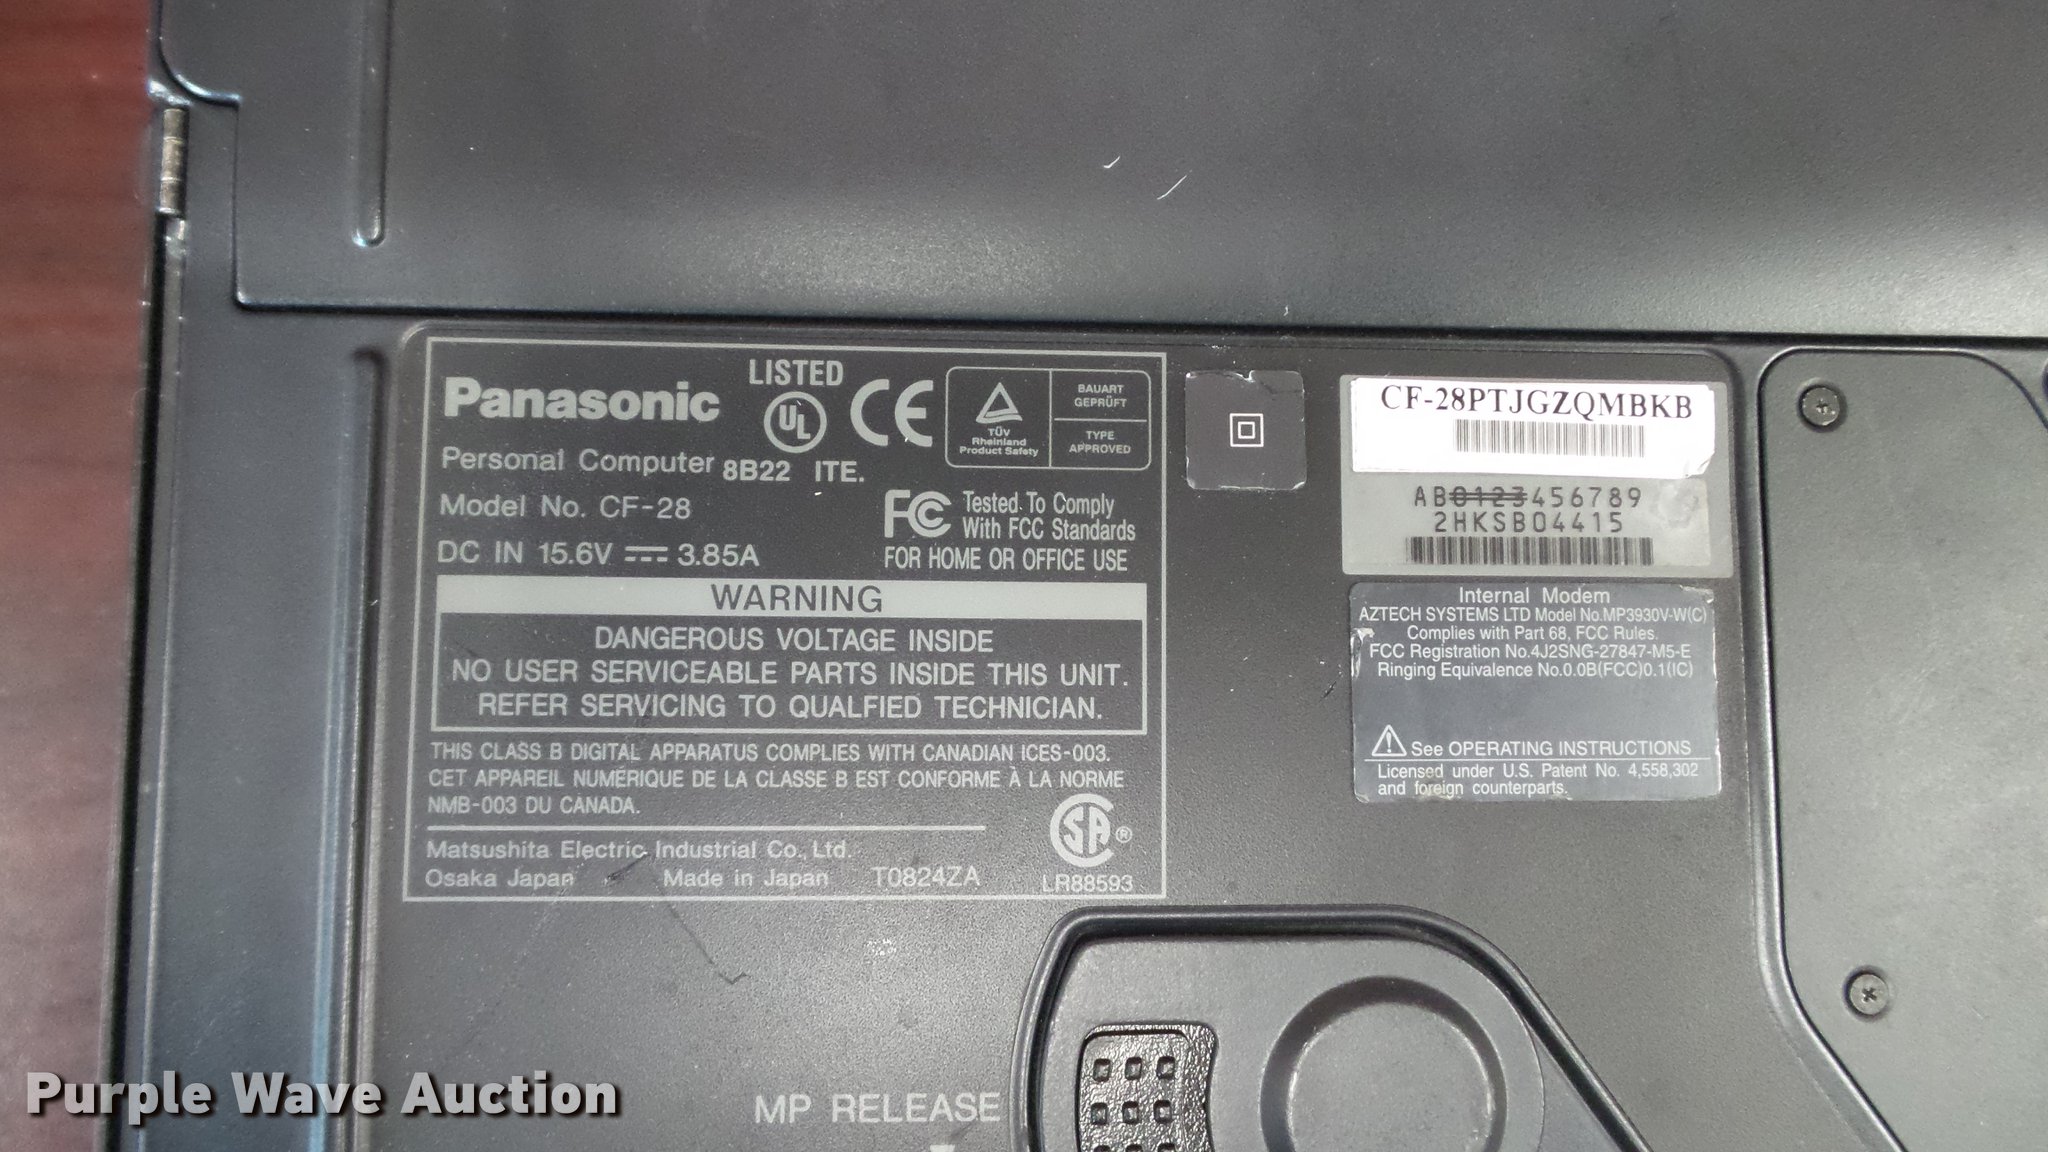 Panasonic
LISTED
UL
CE
TÜV
Rheinland
Product Safety
BAUART
GEPRÜFT
TYPE
APPROVED
Personal Computer 8B22 ITE.
Model No. CF-28
DC IN 15.6V 3.85A
FC Tested To Comply
With FCC Standards
FOR HOME OR OFFICE USE
WARNING
DANGEROUS VOLTAGE INSIDE
NO USER SERVICEABLE PARTS INSIDE THIS UNIT.
REFER SERVICING TO QUALFIED TECHNICIAN.
THIS CLASS B DIGITAL APPARATUS COMPLIES WITH CANADIAN ICES-003.
CET APPAREIL NUMÉRIQUE DE LA CLASSE B EST CONFORME À LA NORME
NMB-003 DU CANADA.
Matsushita Electric Industrial Co., Ltd.
Osaka Japan Made in Japan T0824ZA
SA ®
LR88593
CF-28PTJGZQMBKB
AB0123456789
2HKSB04415
Internal Modem
AZTECH SYSTEMS LTD Model No.MP3930V-W(C)
Complies with Part 68, FCC Rules.
FCC Registration No.4J2SNG-27847-M5-E
Ringing Equivalence No.0.0B(FCC)0.1(IC)
See OPERATING INSTRUCTIONS
Licensed under U.S. Patent No. 4,558,302
and foreign counterparts.
MP RELEASE
Purple Wave Auction